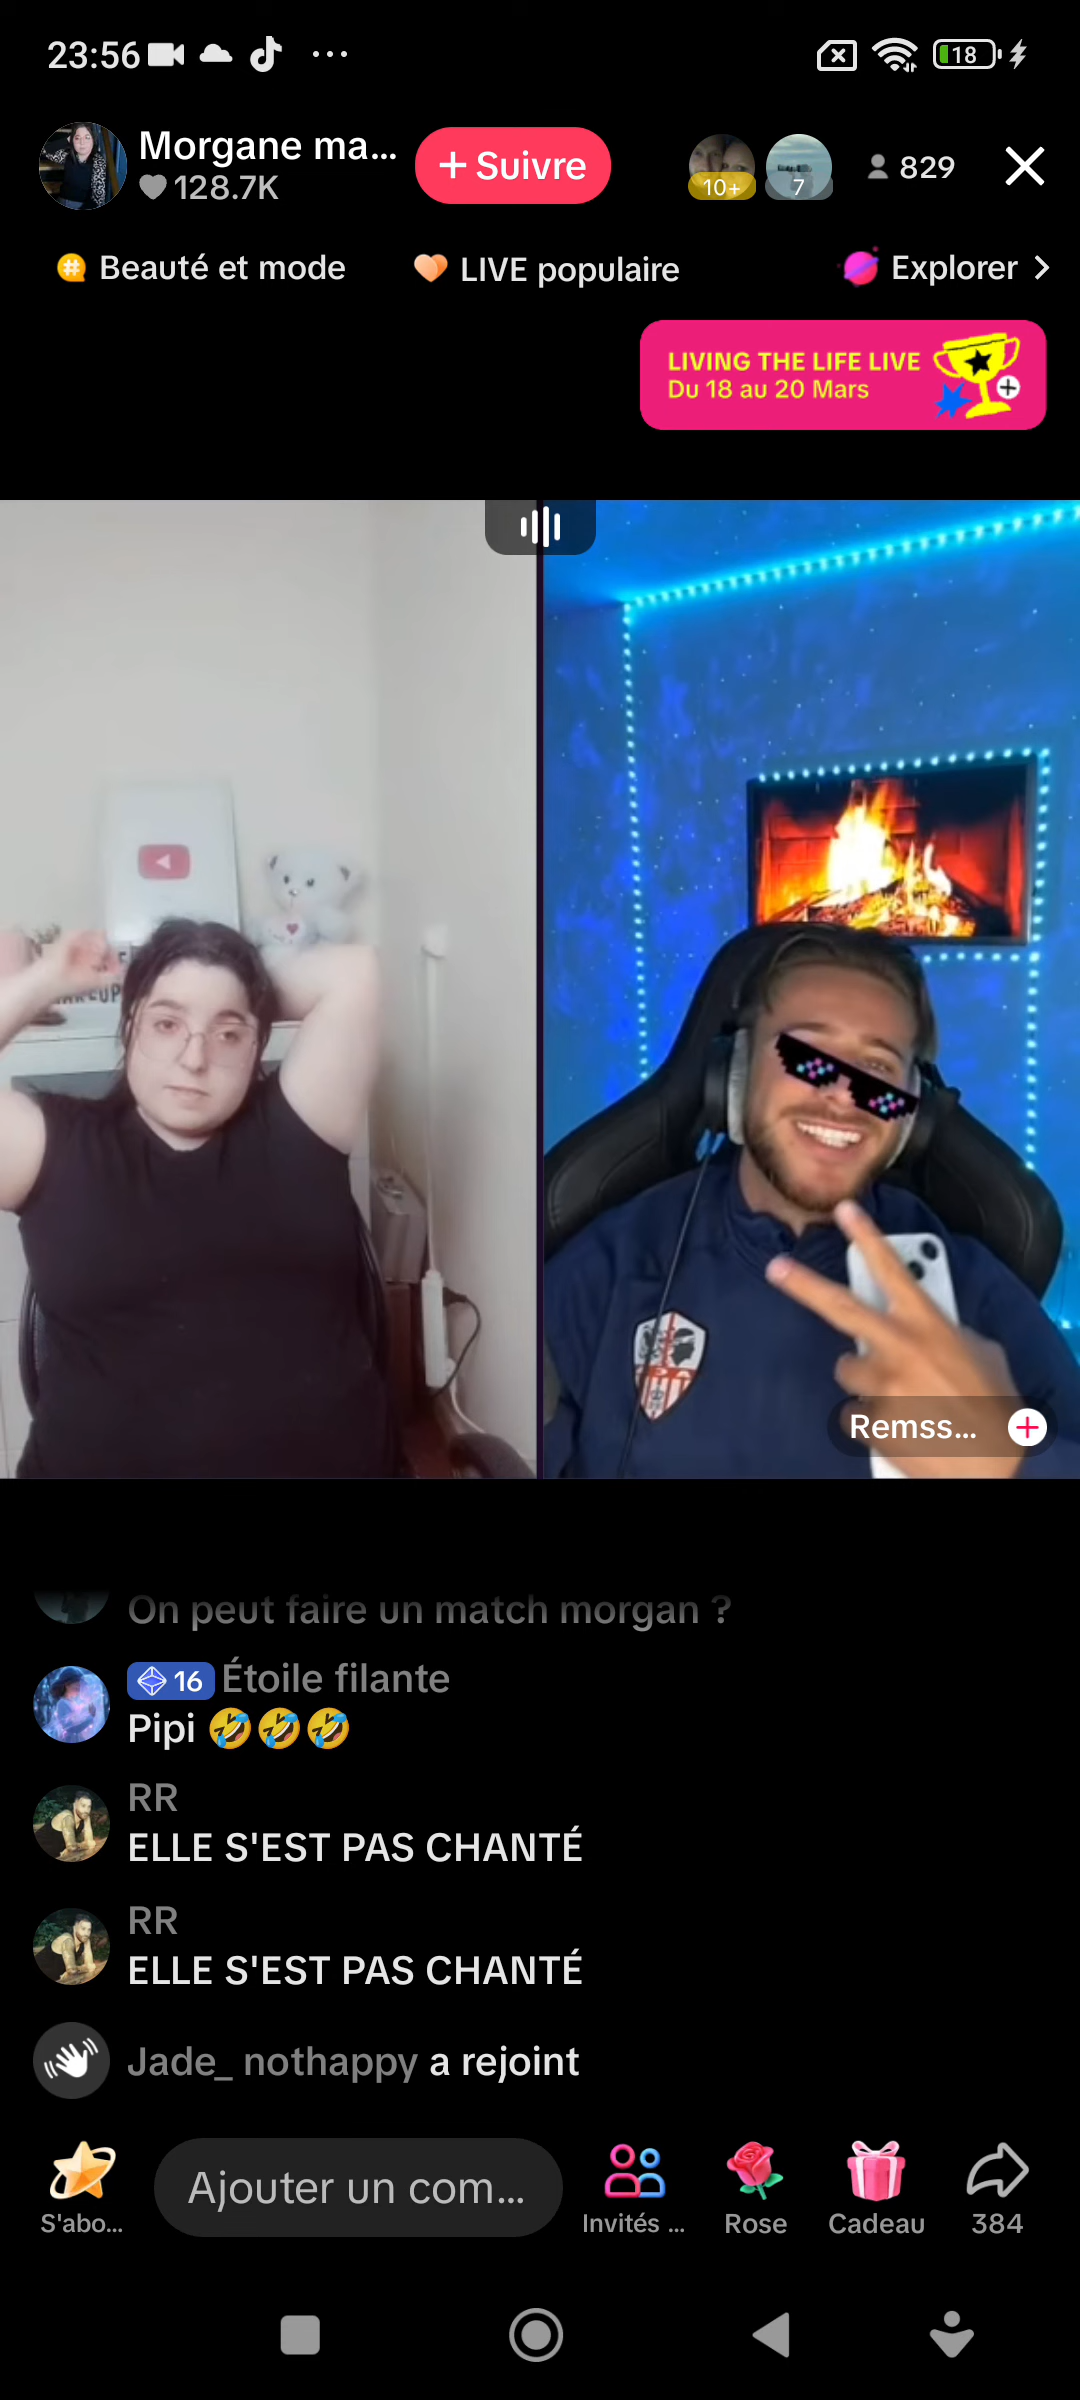 23:56
18
Morgane ma...
128.7K
+ Suivre
10+
7
829
Beauté et mode
LIVE populaire
Explorer
LIVING THE LIFE LIVE
Du 18 au 20 Mars
Remss...
On peut faire un match morgan ?
16 Étoile filante
Pipi 🤣🤣🤣
RR
ELLE S'EST PAS CHANTÉ
RR
ELLE S'EST PAS CHANTÉ
Jade_ nothappy a rejoint
S'abo...
Ajouter un com...
Invités ...
Rose
Cadeau
384